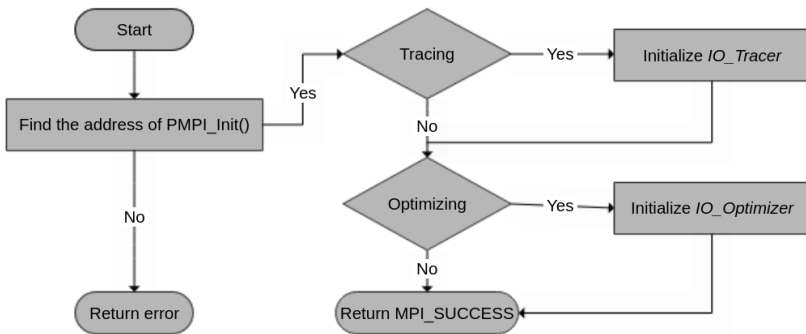 Start
Find the address of PMPI_Init()
No
Return error
Yes
Tracing
Yes
Initialize IO_Tracer
No
Optimizing
Yes
Initialize IO_Optimizer
No
Return MPI_SUCCESS